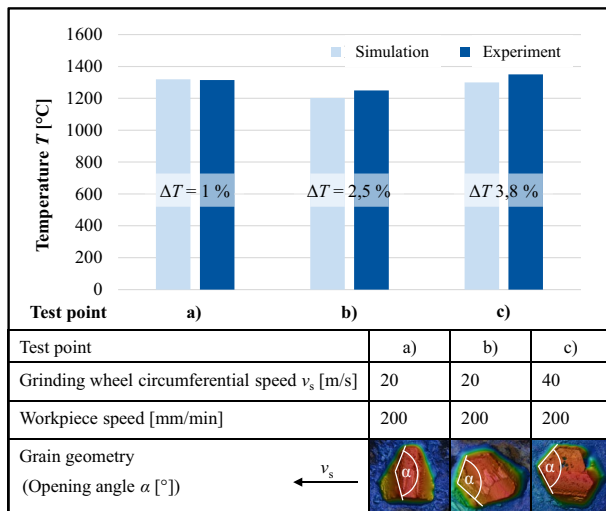 1600
1400
1200
1000
800
600
400
200
0
Temperature T [°C]
Simulation Experiment
ΔT = 1 % ΔT = 2,5 % ΔT 3,8 %
Test point a) b) c)
Test point a) b) c)
Grinding wheel circumferential speed vs [m/s] 20 20 40
Workpiece speed [mm/min] 200 200 200
Grain geometry
(Opening angle α [°])
vs
α α α